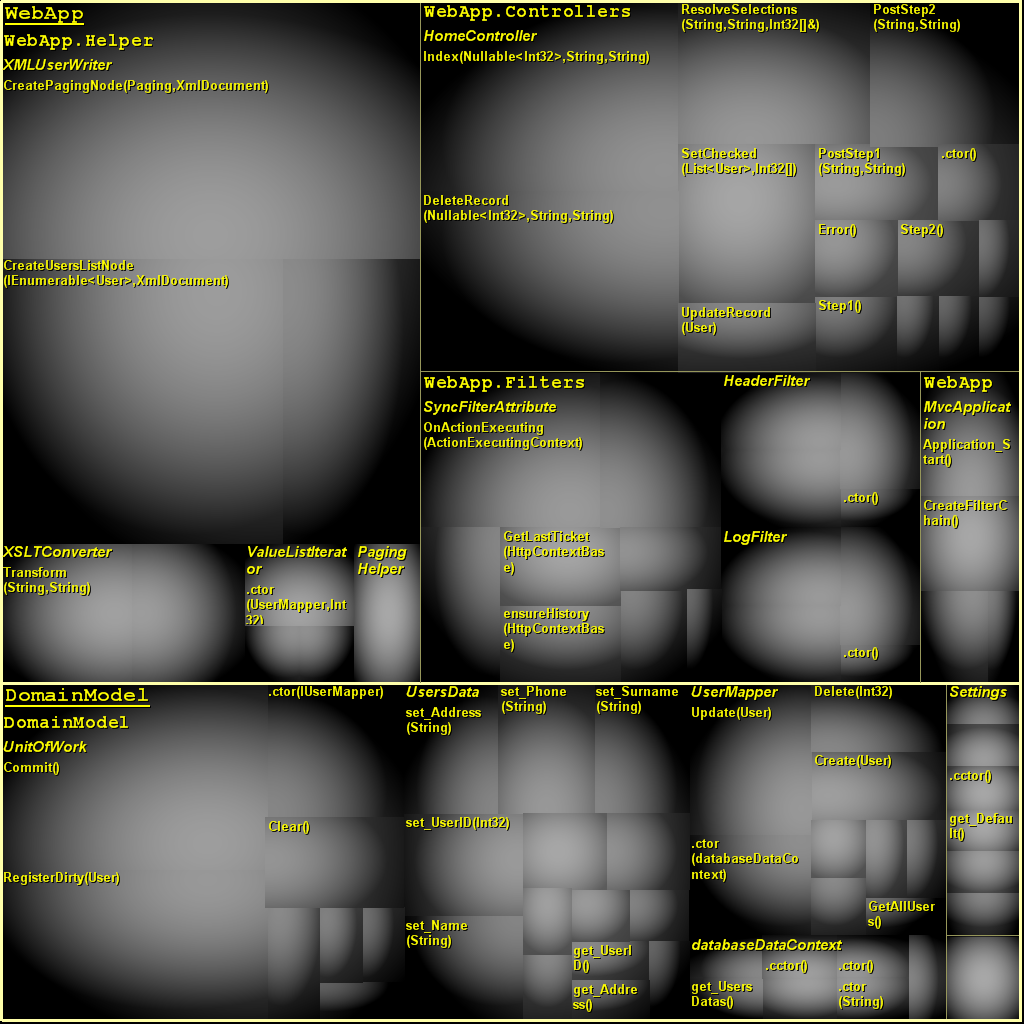 WebApp
WebApp.Helper
XMLUserWriter
CreatePagingNode(Paging,XmlDocument)
CreateUsersListNode
(IEnumerable<User>,XmlDocument)
XSLTConverter
Transform
(String,String)
ValueListIterat
or
.ctor
(UserMapper,Int
32)
Paging
Helper
WebApp.Controllers
HomeController
Index(Nullable<Int32>,String,String)
DeleteRecord
(Nullable<Int32>,String,String)
ResolveSelections
(String,String,Int32[]&)
PostStep2
(String,String)
SetChecked
(List<User>,Int32[])
PostStep1
(String,String)
.ctor()
Error()
Step2()
UpdateRecord
(User)
Step1()
WebApp.Filters
SyncFilterAttribute
OnActionExecuting
(ActionExecutingContext)
GetLastTicket
(HttpContextBas
e)
ensureHistory
(HttpContextBas
e)
HeaderFilter
.ctor()
LogFilter
.ctor()
WebApp
MvcApplicat
ion
Application_S
tart()
CreateFilterC
hain()
DomainModel
DomainModel
UnitOfWork
Commit()
RegisterDirty(User)
.ctor(IUserMapper)
Clear()
UsersData
set_Address
(String)
set_Phone
(String)
set_Surname
(String)
set_UserID(Int32)
set_Name
(String)
get_UserI
D()
get_Addre
ss()
UserMapper
Update(User)
Delete(Int32)
Create(User)
.ctor
(databaseDataCo
ntext)
GetAllUser
s()
databaseDataContext
get_Users
Datas()
.cctor()
.ctor()
.ctor
(String)
Settings
.cctor()
get_Defau
lt()